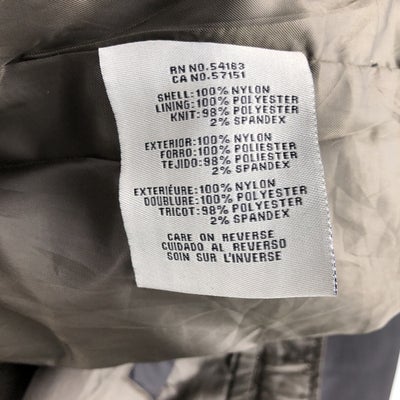 RN NO.54163
CA NO.57151
SHELL:100% NYLON
LINING:100% POLYESTER
KNIT:98% POLYESTER
2% SPANDEX
EXTERIOR:100% NYLON
FORRO:100% POLIESTER
TEJIDO:98% POLIESTER
2% SPANDEX
EXTERIÉURE:100% NYLON
DOUBLURE:100% POLYESTER
TRICOT:98% POLYESTER
2% SPANDEX
CARE ON REVERSE
CUIDADO AL REVERSO
SOIN SUR L'INVERSE